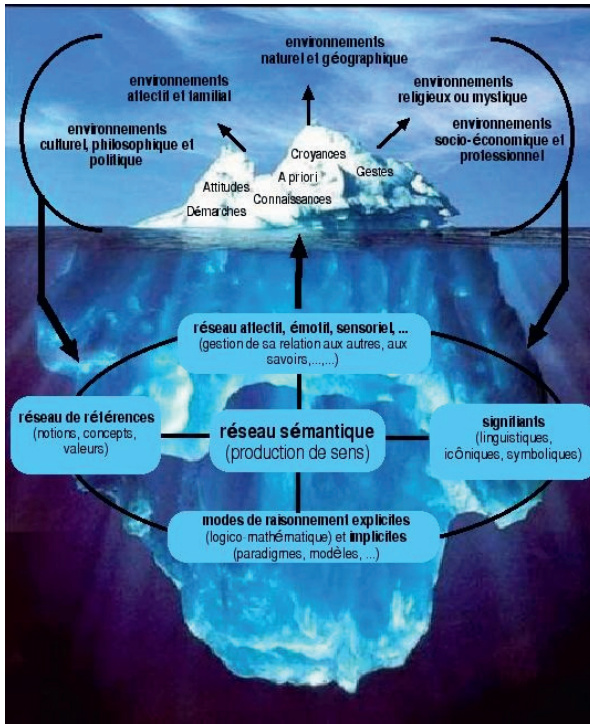 environnements
naturel et géographique
environnements
affectif et familial
environnements
religieux ou mystique
environnements
culturel, philosophique et
politique
environnements
socio-économique et
professionnel
Croyances
A priori
Gestes
Attitudes
Connaissances
Démarches
réseau affectif, émotif, sensoriel, ...
(gestion de sa relation aux autres, aux
savoirs,...,...)
réseau de références
(notions, concepts,
valeurs)
réseau sémantique
(production de sens)
signifiants
(linguistiques,
icôniques, symboliques)
modes de raisonnement explicites
(logico-mathématique) et implicites
(paradigmes, modèles, ...)